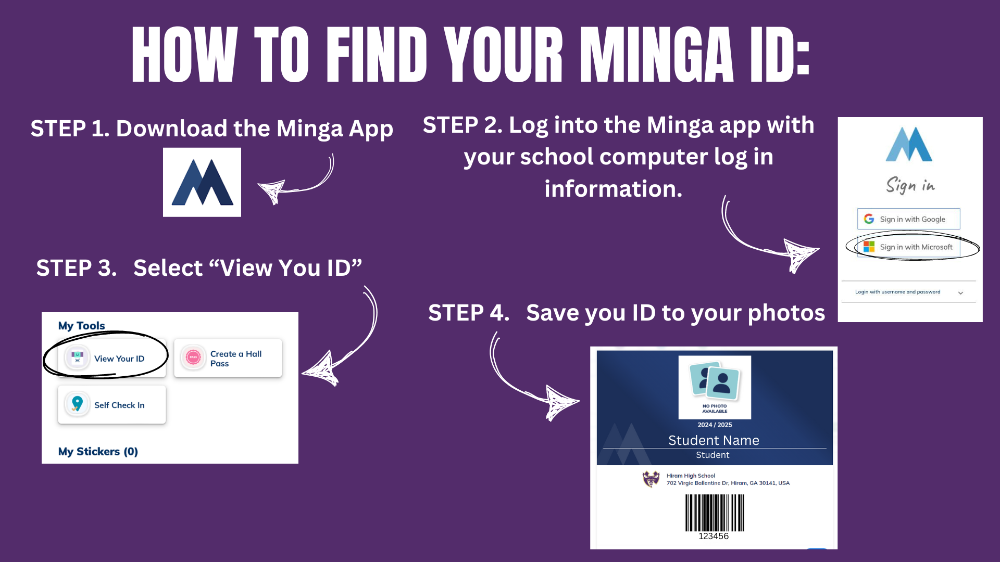 HOW TO FIND YOUR MINGA ID:
STEP 1. Download the Minga App
STEP 2. Log into the Minga app with
your school computer log in
information.
Sign in
Sign in with Google
Sign in with Microsoft
Login with username and password
STEP 3. Select “View You ID”
My Tools
View Your ID
Create a Hall
Pass
PASS
Self Check In
My Stickers (0)
STEP 4. Save you ID to your photos
NO PHOTO
AVAILABLE
2024 / 2025
Student Name
Student
Hiram High School
702 Virgie Ballentine Dr, Hiram, GA 30141, USA
123456